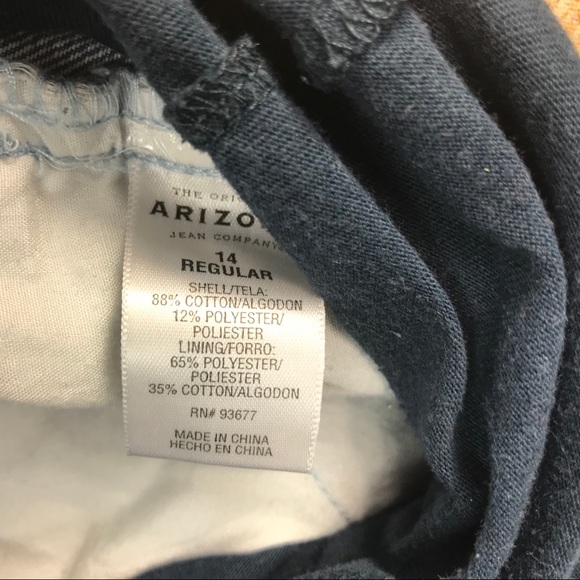 THE
ARIZO
JEAN COMPANY
14
REGULAR
SHELL/TELA:
88% COTTON/ALGODON
12% POLYESTER/
POLIESTER
LINING/FORRO:
65% POLYESTER/
POLIESTER
35% COTTON/ALGODON
RN# 93677
MADE IN CHINA
HECHO EN CHINA